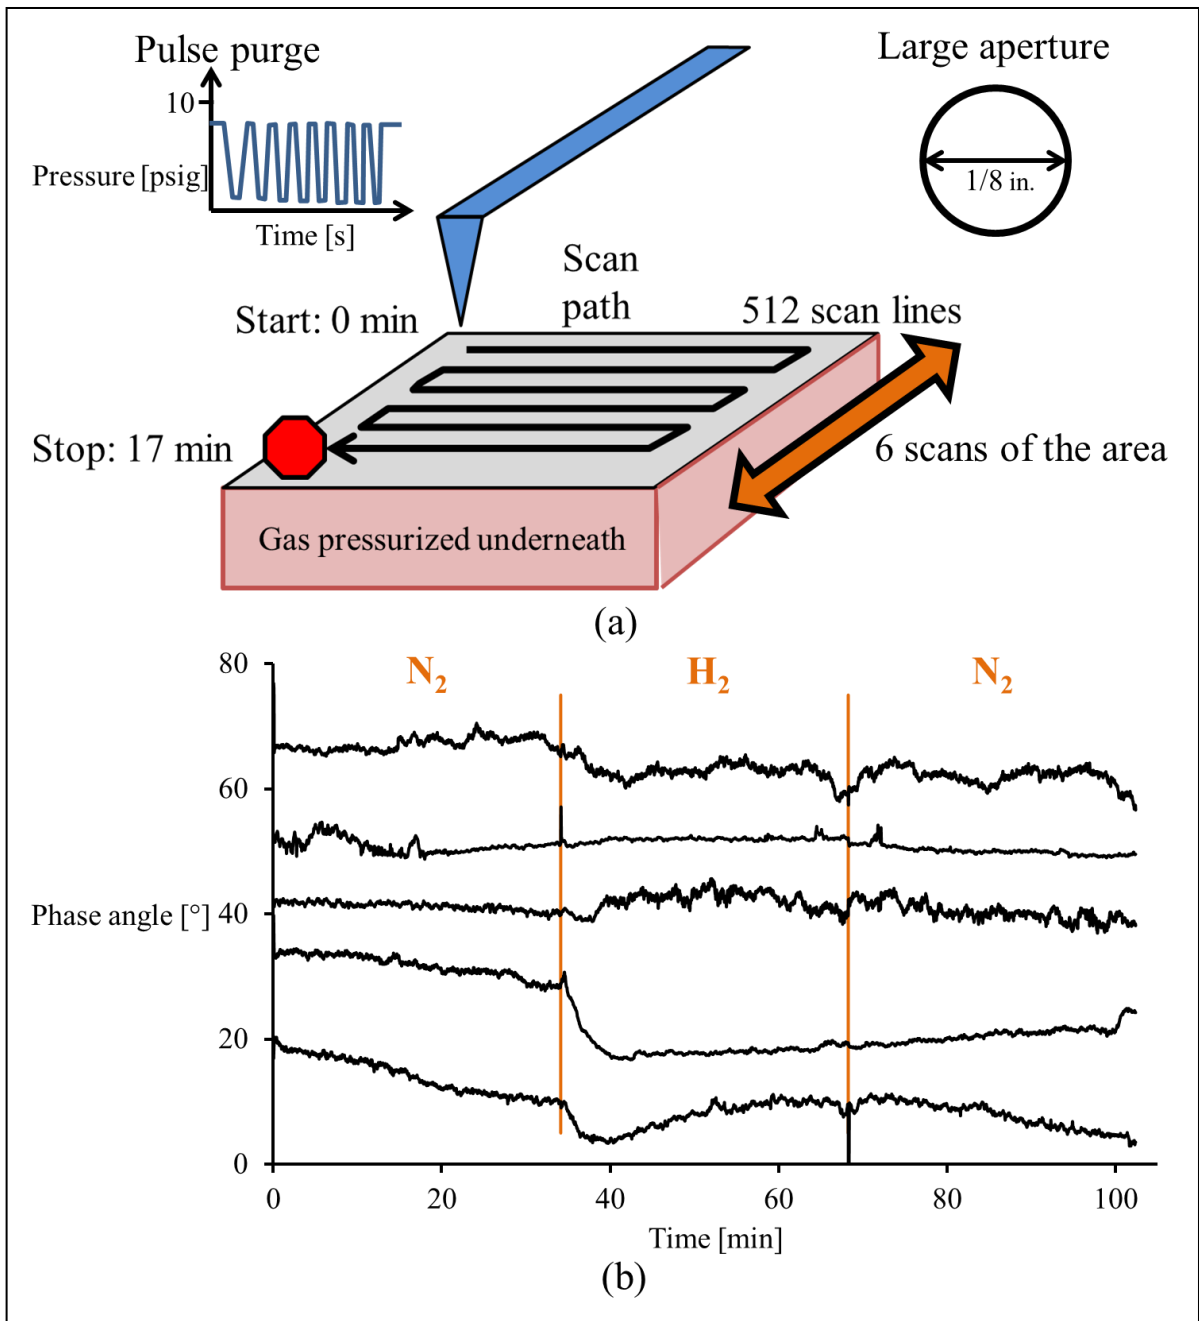 Pulse purge
Large aperture
10
Pressure [psig]
1/8 in.
Time [s]
Scan
path
Start: 0 min
512 scan lines
Stop: 17 min
6 scans of the area
Gas pressurized underneath
(a)
80
N₂
H₂
N₂
60
Phase angle [°]
40
20
0
0
20
40
60
80
100
Time [min]
(b)